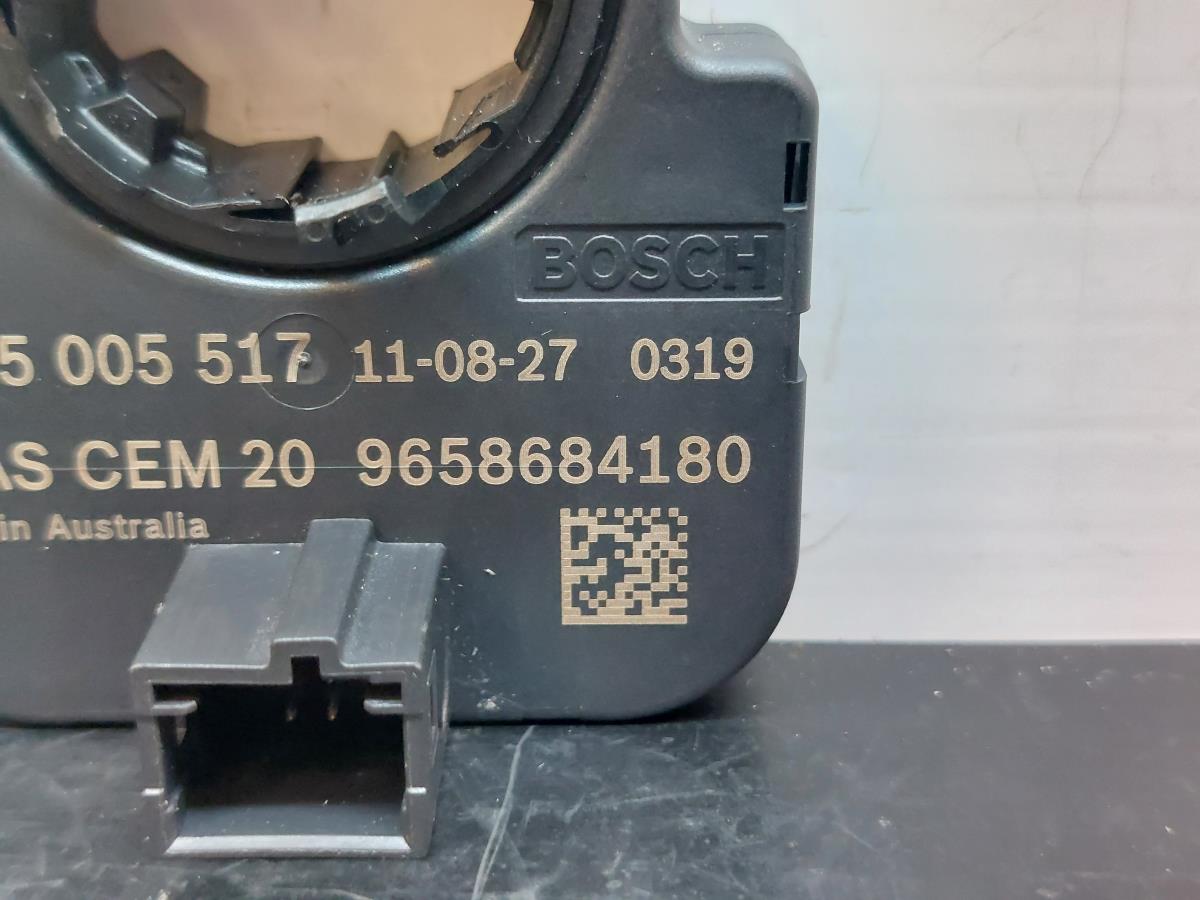 BOSCH
5 005 517 11-08-27 0319
AS CEM 20 9658684180
in Australia